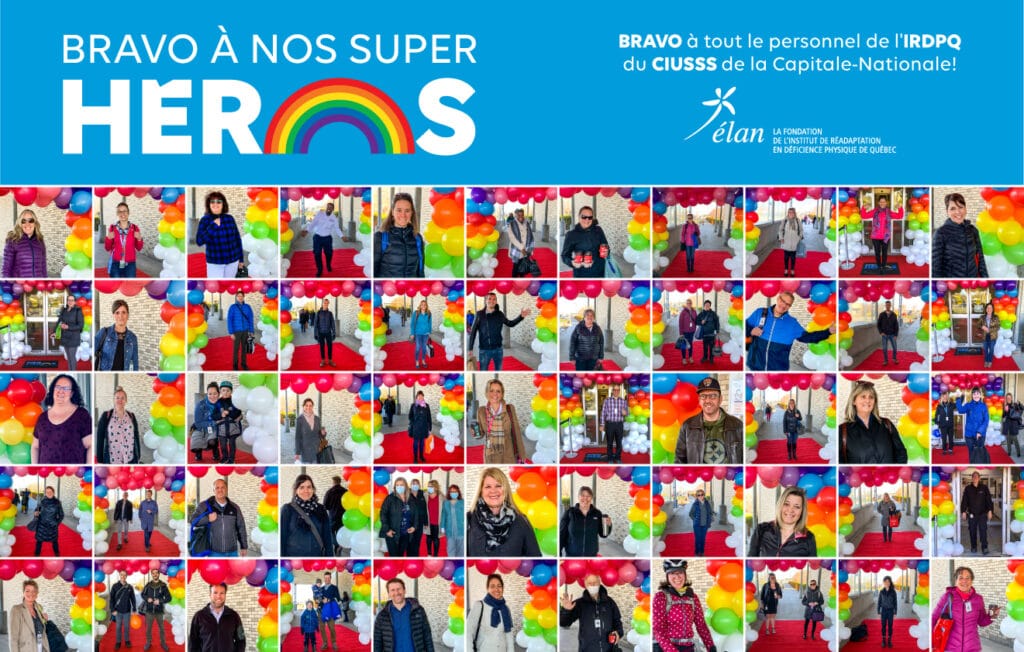 BRAVO À NOS SUPER
HÉROS
BRAVO à tout le personnel de l'IRDPQ
du CIUSSS de la Capitale-Nationale!
élan
LA FONDATION
DE L'INSTITUT DE RÉADAPTATION
EN DÉFICIENCE PHYSIQUE DE QUÉBEC